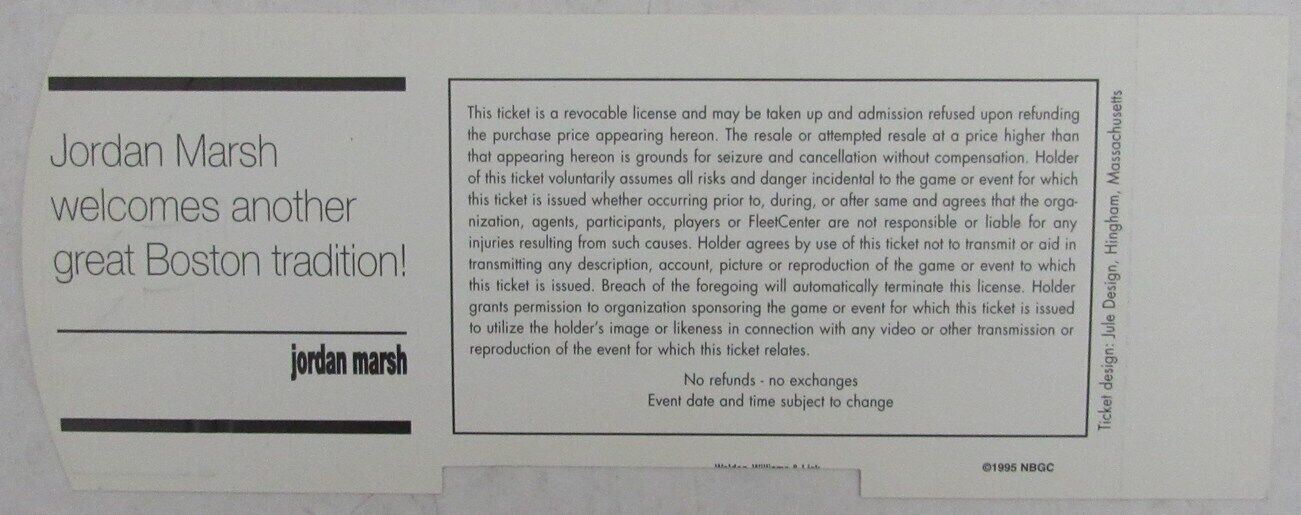 Jordan Marsh
welcomes another
great Boston tradition!
jordan marsh
This ticket is a revocable license and may be taken up and admission refused upon refunding
the purchase price appearing hereon. The resale or attempted resale at a price higher than
that appearing hereon is grounds for seizure and cancellation without compensation. Holder
of this ticket voluntarily assumes all risks and danger incidental to the game or event for which
this ticket is issued whether occurring prior to, during, or after same and agrees that the orga-
nization, agents, participants, players or FleetCenter are not responsible or liable for any
injuries resulting from such causes. Holder agrees by use of this ticket not to transmit or aid in
transmitting any description, account, picture or reproduction of the game or event to which
this ticket is issued. Breach of the foregoing will automatically terminate this license. Holder
grants permission to organization sponsoring the game or event for which this ticket is issued
to utilize the holder's image or likeness in connection with any video or other transmission or
reproduction of the event for which this ticket relates.
No refunds - no exchanges
Event date and time subject to change
Ticket design: Jule Design, Hingham, Massachusetts
©1995 NBGC